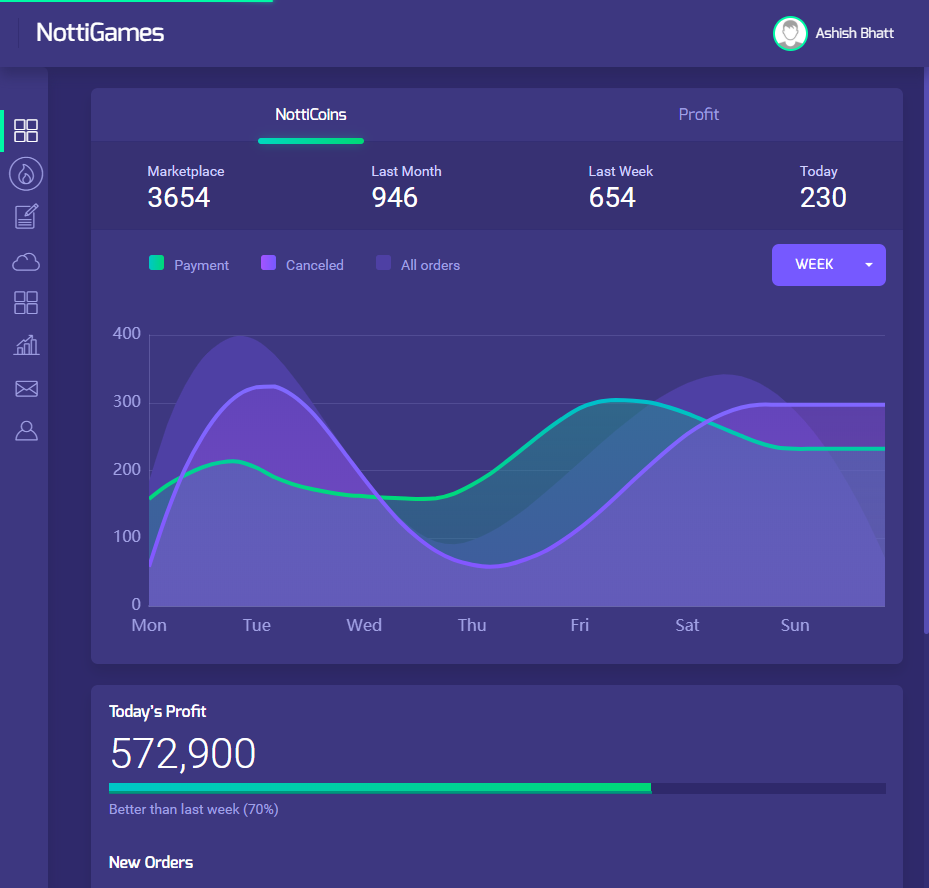 NottiGames
Ashish Bhatt
NottiCoins Profit
Marketplace Last Month Last Week Today
3654 946 654 230
Payment Canceled All orders WEEK
400
300
200
100
0
Mon Tue Wed Thu Fri Sat Sun
Today's Profit
572,900
Better than last week (70%)
New Orders